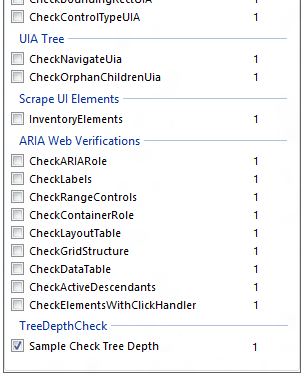 CheckBoundingRectUIA
CheckControlTypeUIA 1
UIA Tree
CheckNavigateUia 1
CheckOrphanChildrenUia 1
Scrape UI Elements
InventoryElements 1
ARIA Web Verifications
CheckARIARole 1
CheckLabels 1
CheckRangeControls 1
CheckContainerRole 1
CheckLayoutTable 1
CheckGridStructure 1
CheckDataTable 1
CheckActiveDescendants 1
CheckElementsWithClickHandler 1
TreeDepthCheck
Sample Check Tree Depth 1